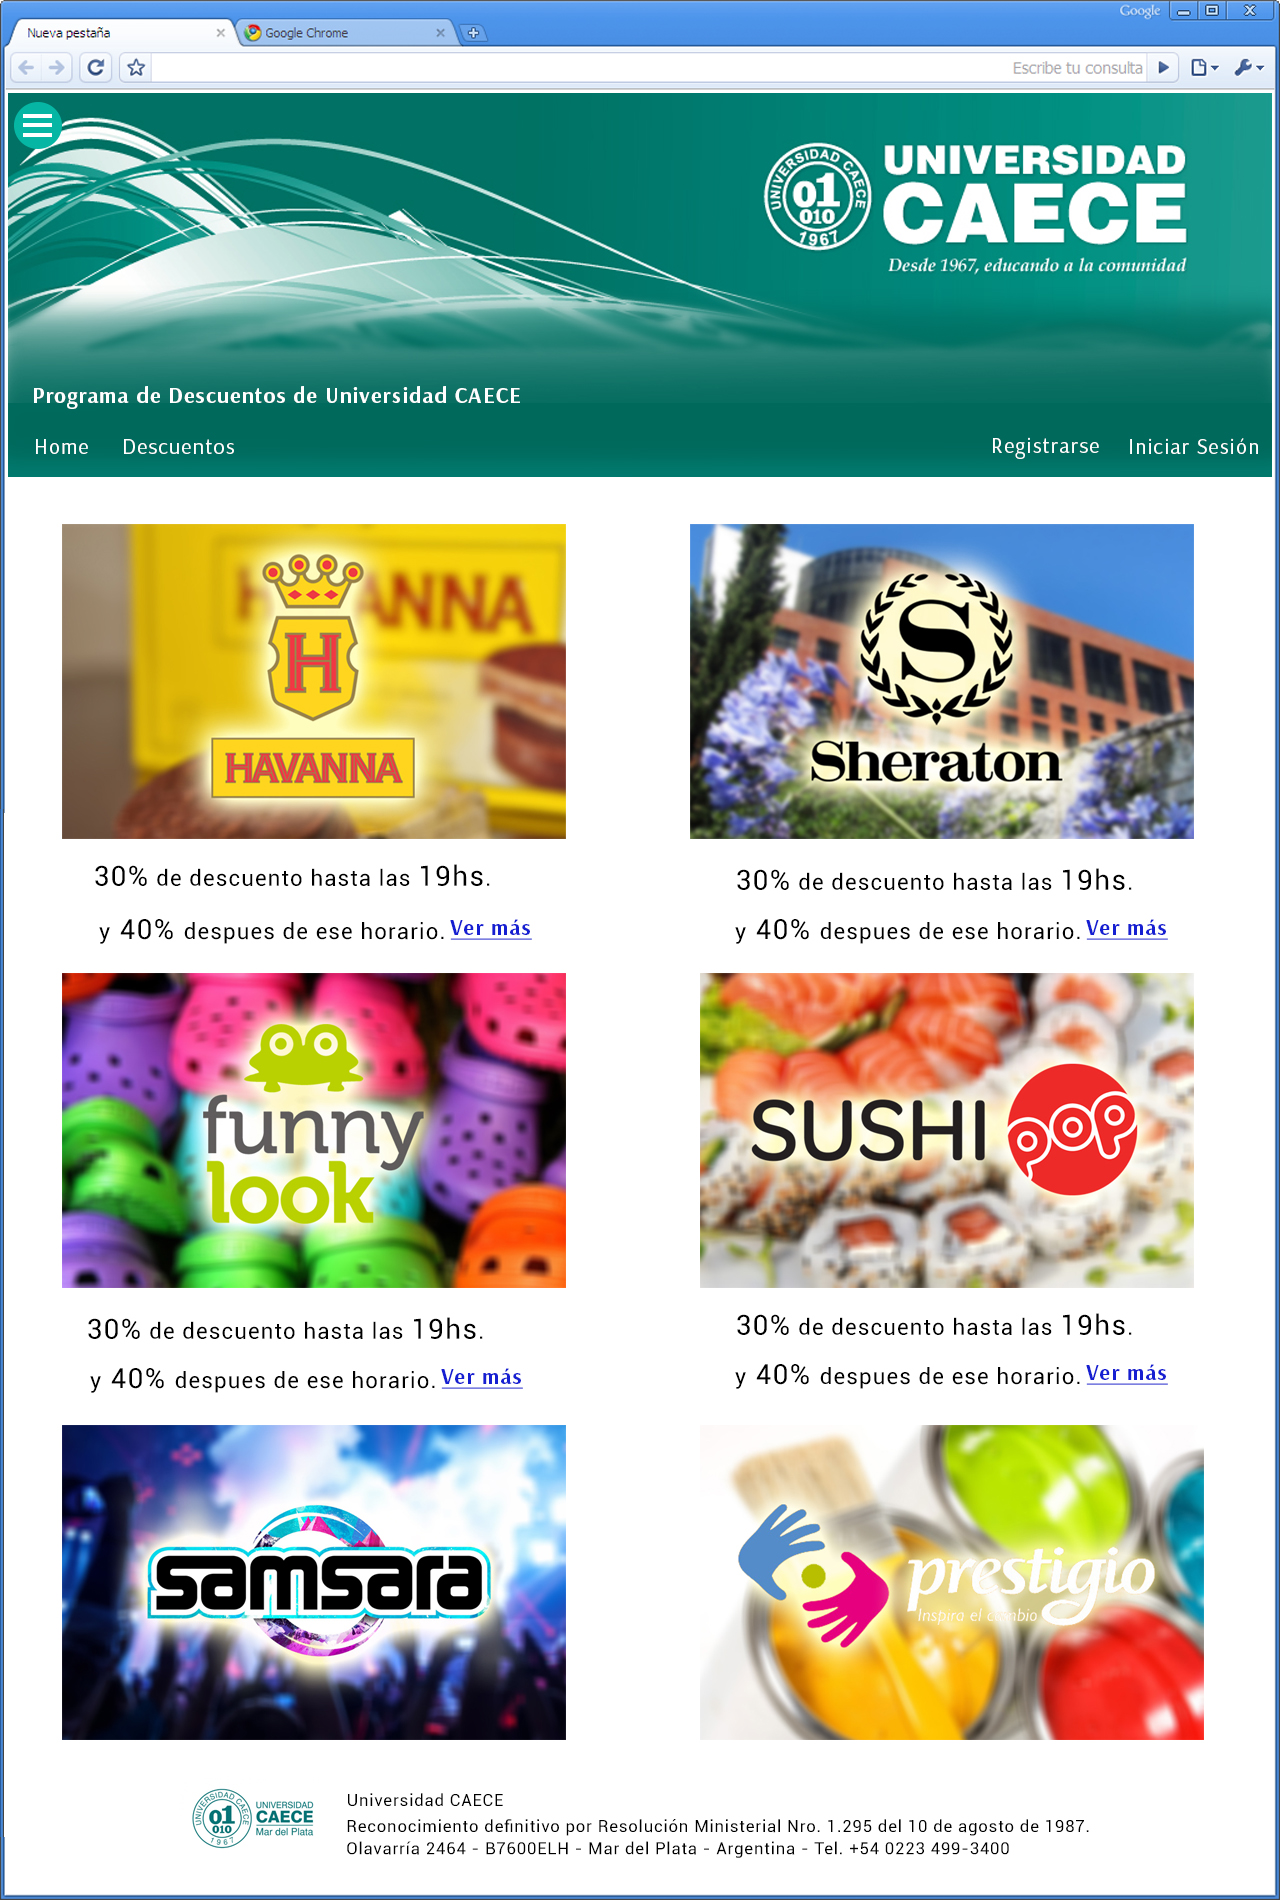 Google
Nueva pestaña
Google Chrome
Escribe tu consulta
UNIVERSIDAD CAECE
01
010
1967
UNIVERSIDAD
CAECE
Desde 1967, educando a la comunidad
Programa de Descuentos de Universidad CAECE
Home Descuentos Registrarse Iniciar Sesión
HAVANNA
H
HAVANNA
S
Sheraton
30% de descuento hasta las 19hs.
y 40% despues de ese horario. Ver más
30% de descuento hasta las 19hs.
y 40% despues de ese horario. Ver más
funny
look
SUSHI pop
30% de descuento hasta las 19hs.
y 40% despues de ese horario. Ver más
30% de descuento hasta las 19hs.
y 40% despues de ese horario. Ver más
samsara
prestigio
Inspira el cambio
UNIVERSIDAD CAECE
01
010
1967
UNIVERSIDAD
CAECE
Mar del Plata
Universidad CAECE
Reconocimiento definitivo por Resolución Ministerial Nro. 1.295 del 10 de agosto de 1987.
Olavarría 2464 - B7600ELH - Mar del Plata - Argentina - Tel. +54 0223 499-3400